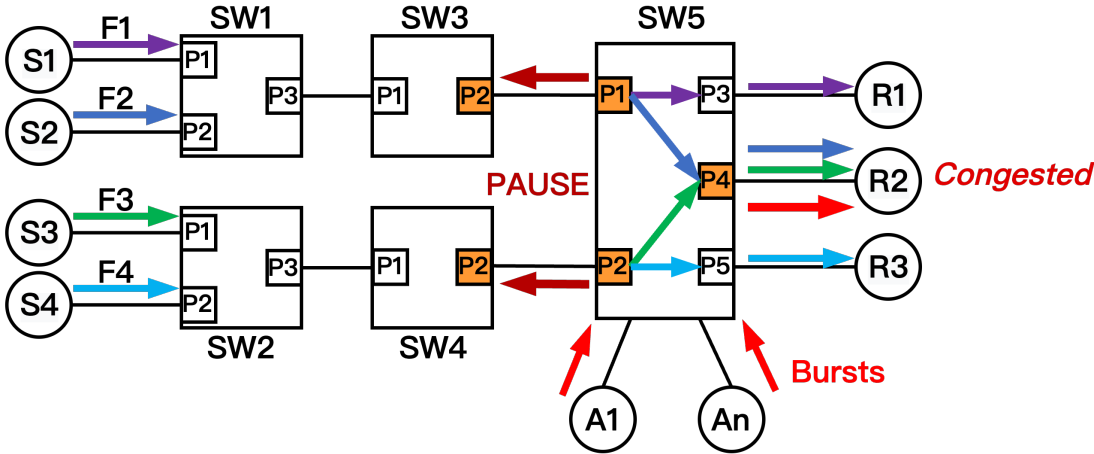 SW1
SW3
SW5
F1
S1
P1
F2
S2
P2
P3
P1
P2
P1
P3
R1
P4
R2
Congested
PAUSE
F3
S3
P1
F4
S4
P2
P3
P1
P2
P2
P5
R3
SW2
SW4
Bursts
A1
An